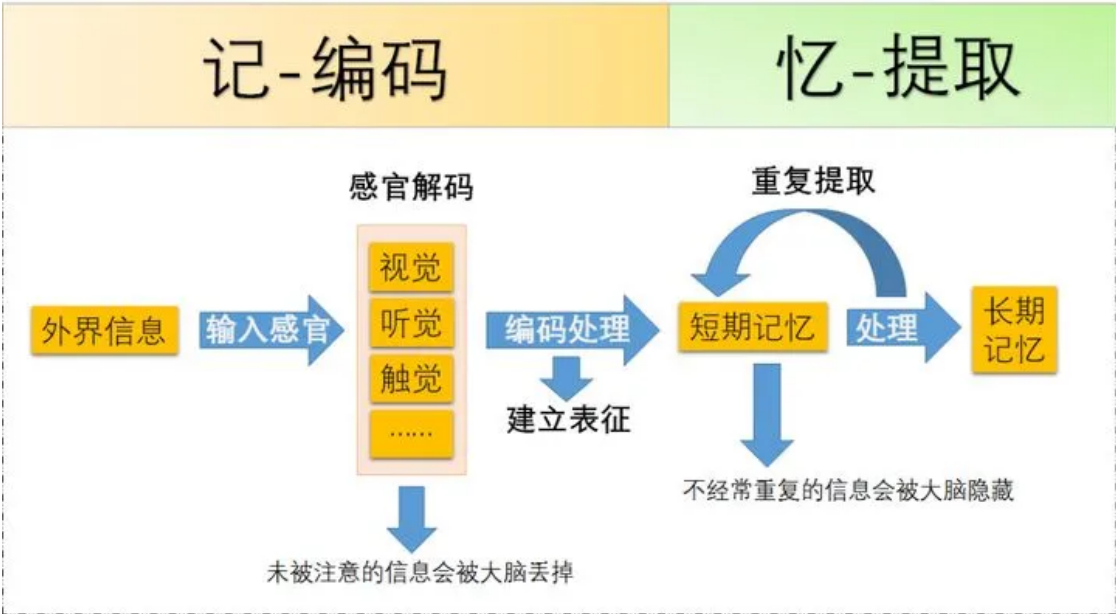 记-编码
忆-提取
感官解码
重复提取
外界信息
输入感官
视觉
听觉
触觉
……
编码处理
建立表征
短期记忆
处理
长期
记忆
不经常重复的信息会被大脑隐藏
未被注意的信息会被大脑丢掉